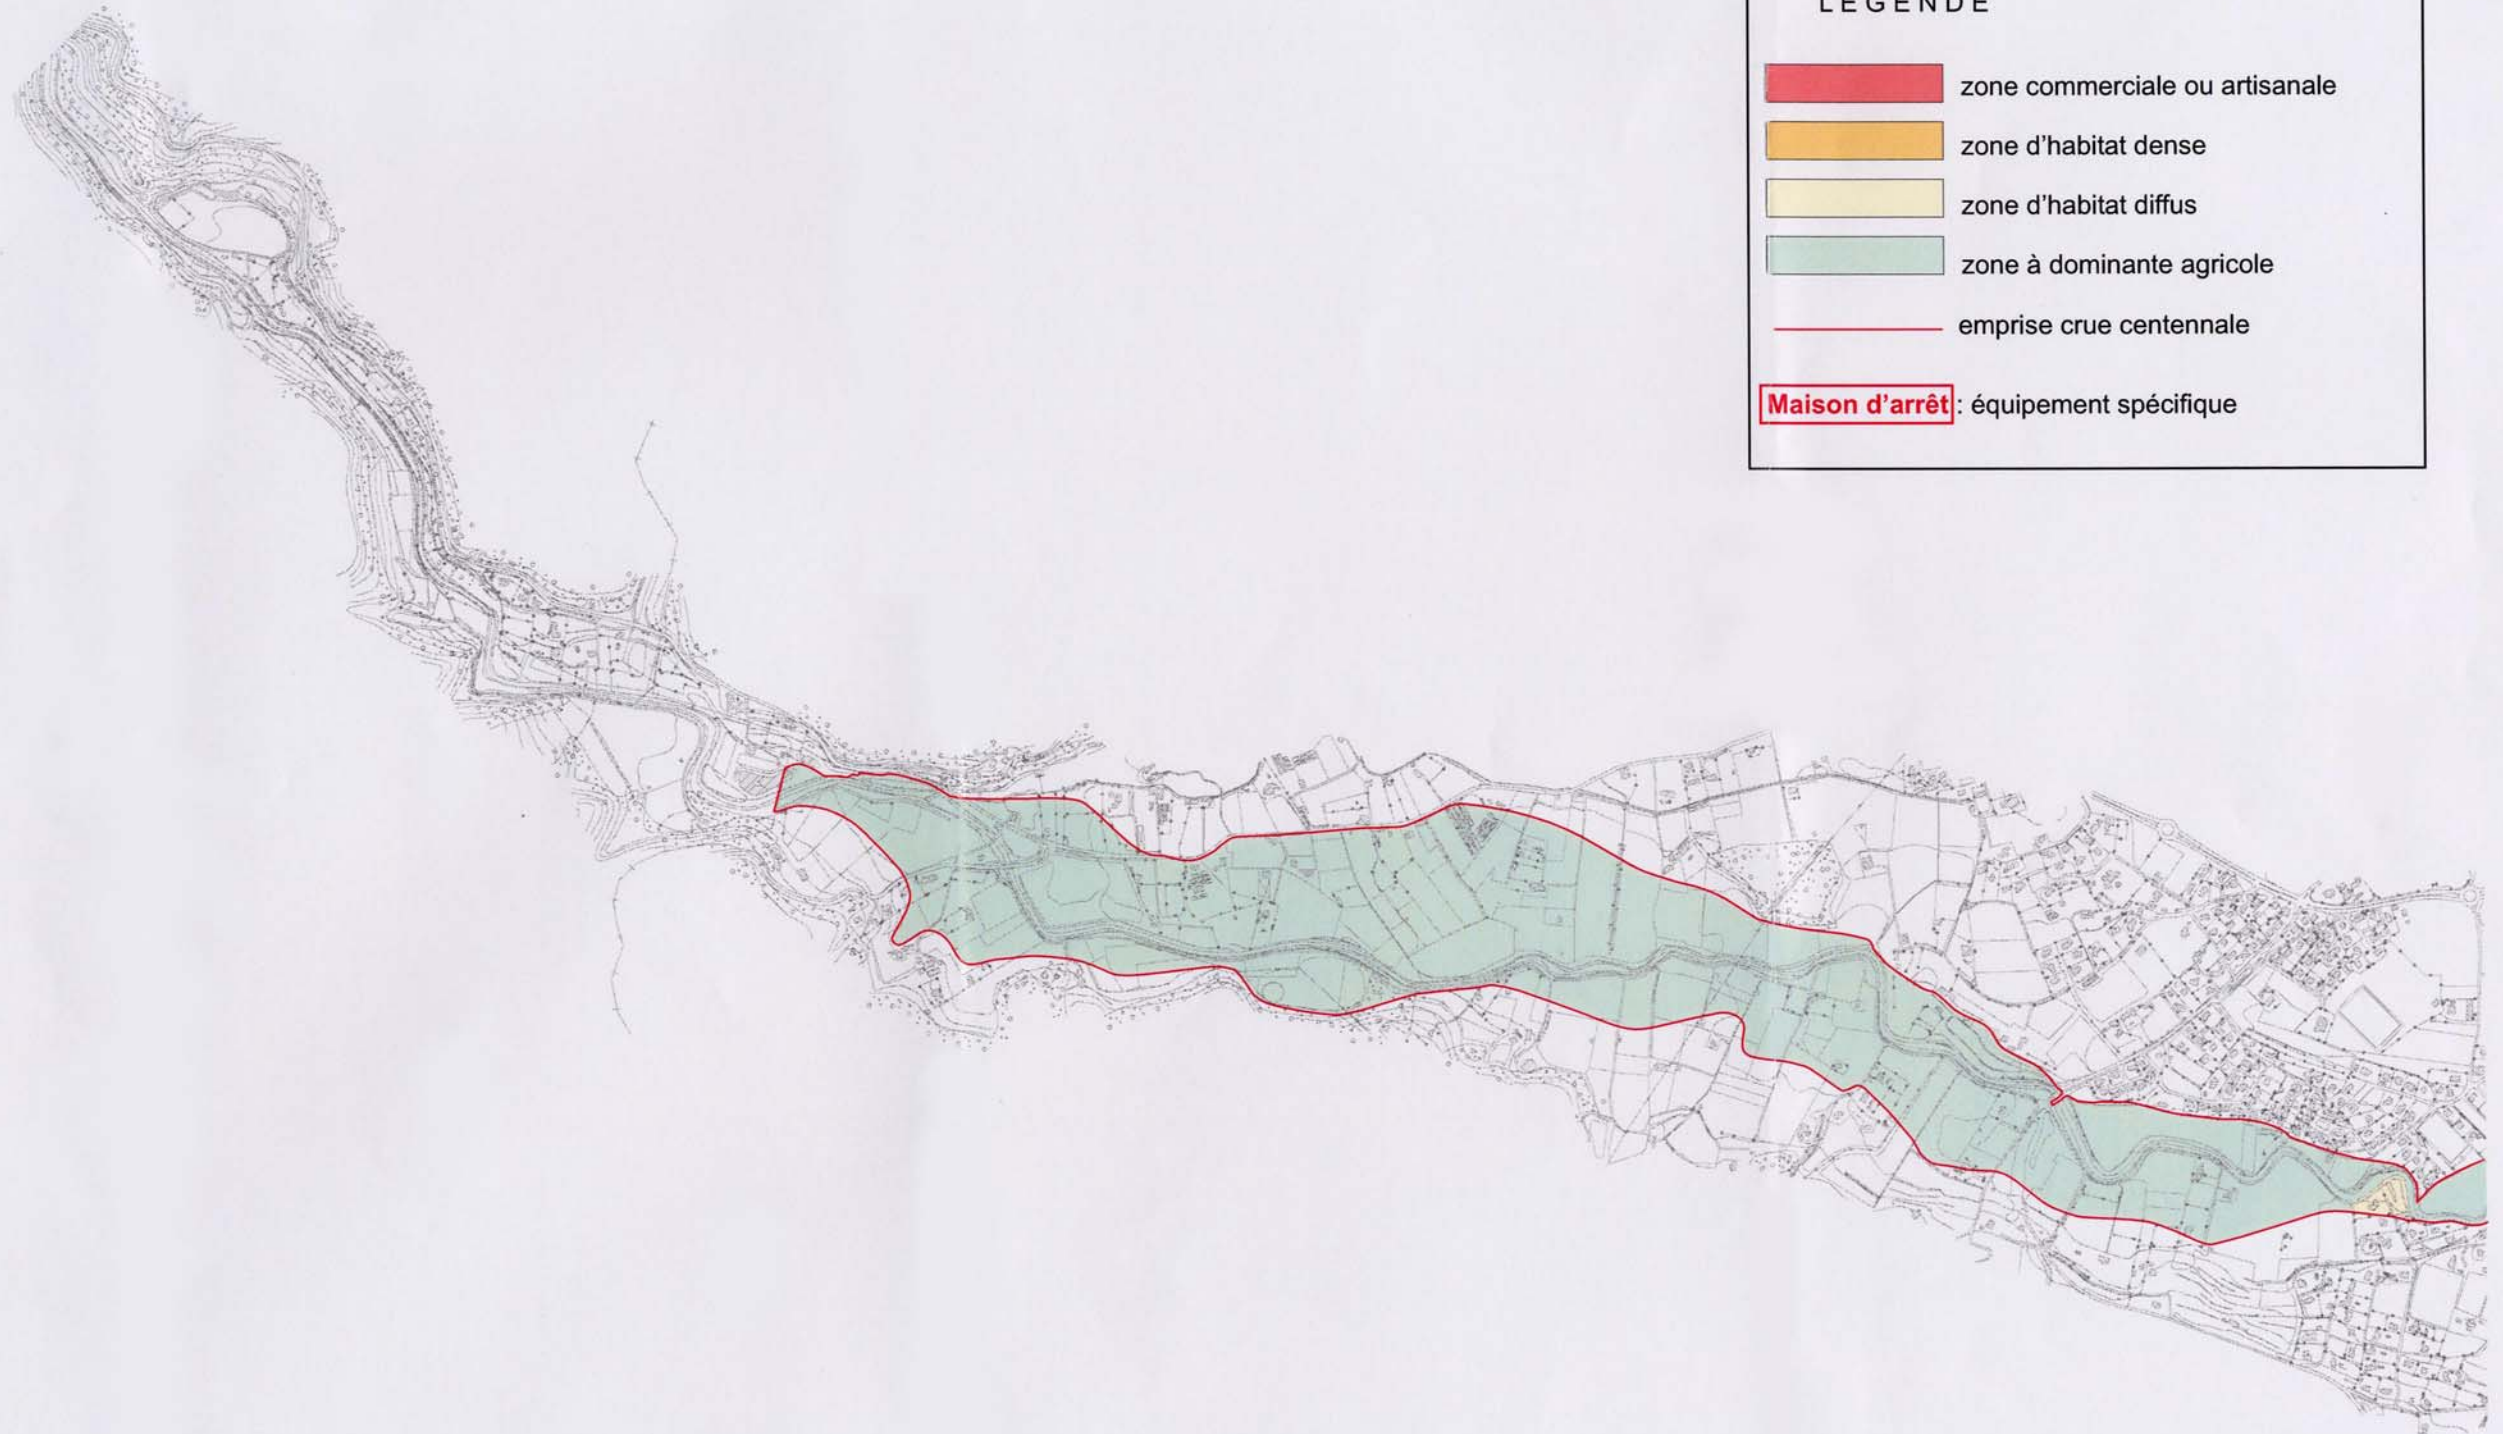 LEGENDE
zone commerciale ou artisanale
zone d'habitat dense
zone d'habitat diffus
zone à dominante agricole
emprise crue centennale
Maison d'arrêt : équipement spécifique